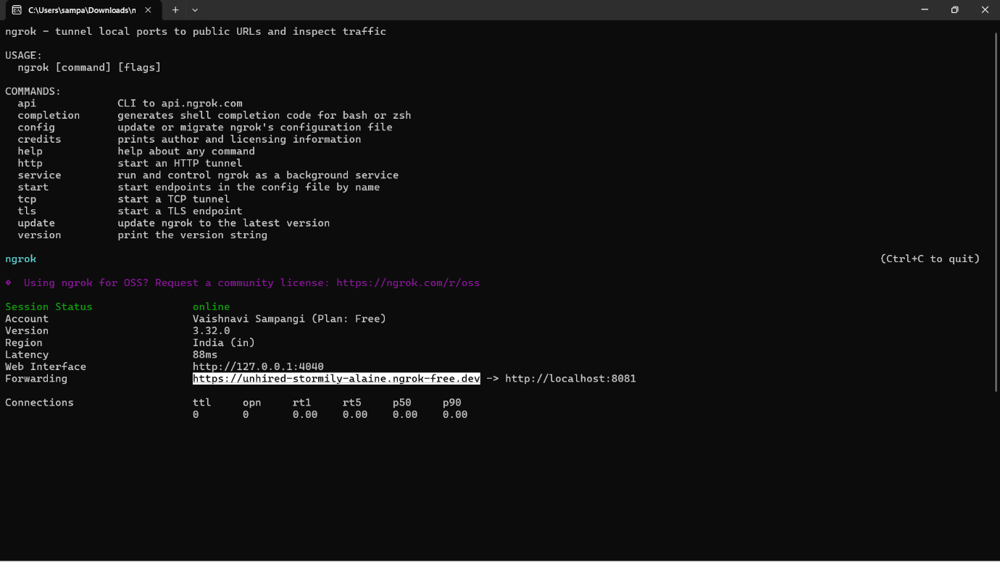 C:\Users\sampa\Downloads\n
ngrok - tunnel local ports to public URLs and inspect traffic
USAGE:
ngrok [command] [flags]
COMMANDS:
api CLI to api.ngrok.com
completion generates shell completion code for bash or zsh
config update or migrate ngrok's configuration file
credits prints author and licensing information
help help about any command
http start an HTTP tunnel
service run and control ngrok as a background service
start start endpoints in the config file by name
tcp start a TCP tunnel
tls start a TLS endpoint
update update ngrok to the latest version
version print the version string
ngrok (Ctrl+C to quit)
Using ngrok for OSS? Request a community license: https://ngrok.com/r/oss
Session Status online
Account Vaishnavi Sampangi (Plan: Free)
Version 3.32.0
Region India (in)
Latency 88ms
Web Interface http://127.0.0.1:4040
Forwarding https://unhired-stormily-alaine.ngrok-free.dev -> http://localhost:8081
Connections ttl opn rt1 rt5 p50 p90
0 0 0.00 0.00 0.00 0.00